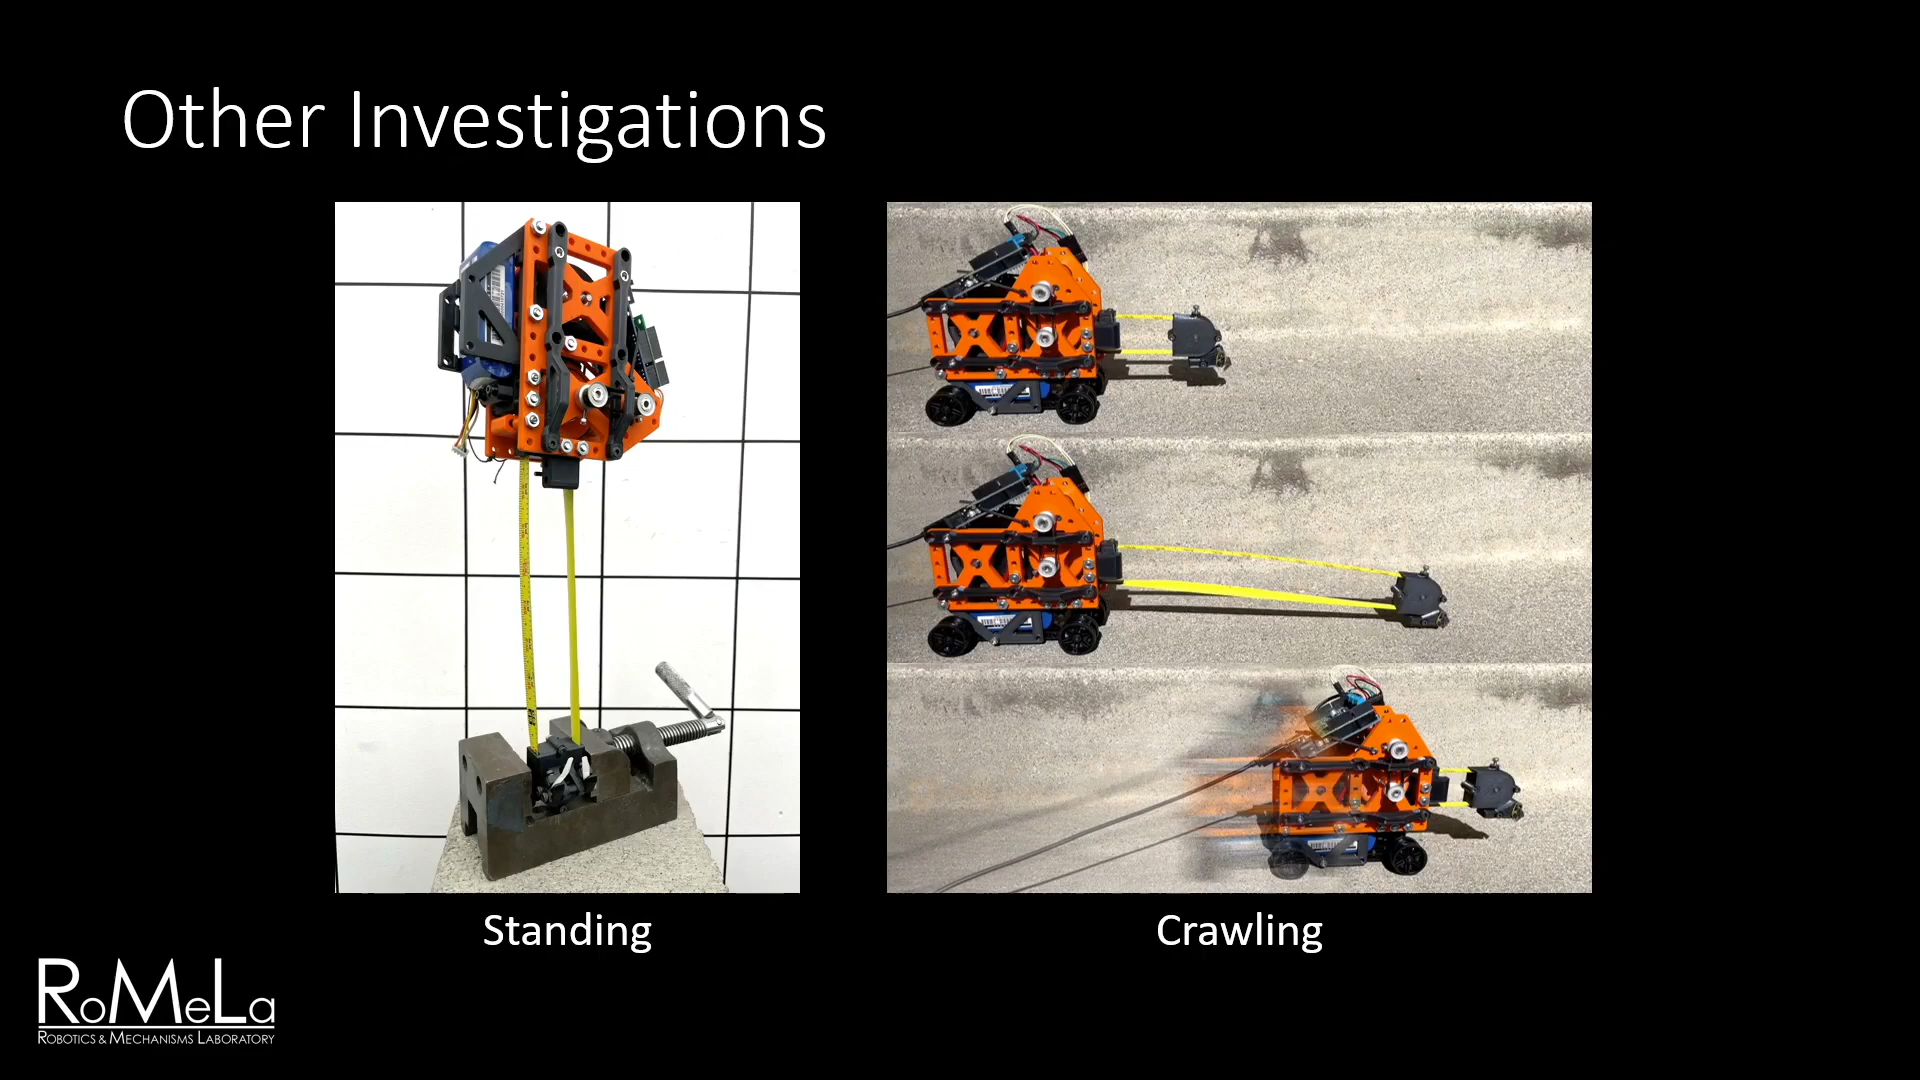 Other Investigations
Standing
Crawling
RoMeLa
ROBOTICS & MECHANISMS LABORATORY